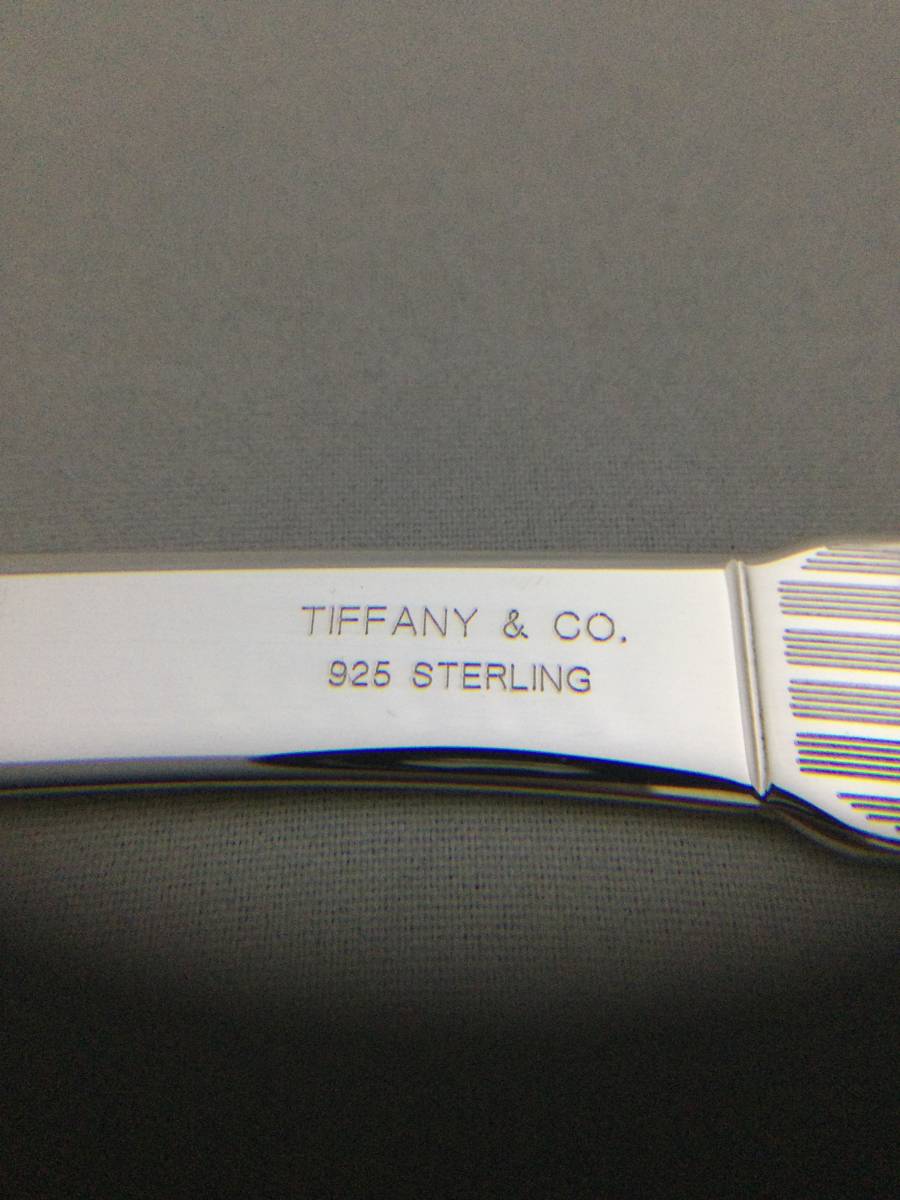 TIFFANY & CO.
925 STERLING